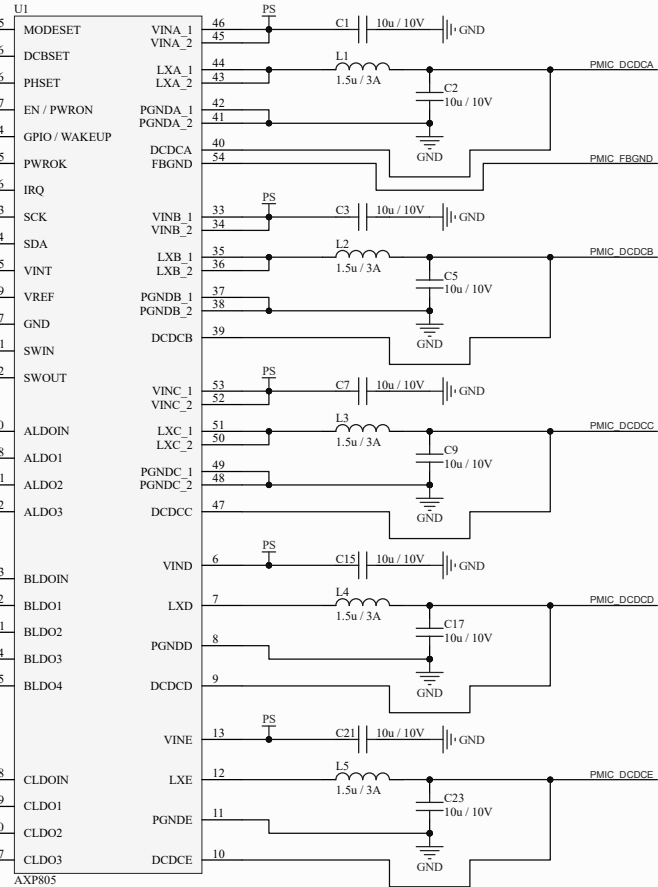 U1
MODESET
DCBSET
PHSET
EN / PWRON
GPIO / WAKEUP
PWROK
IRQ
SCK
SDA
VINT
VREF
GND
SWIN
SWOUT
ALDOIN
ALDO1
ALDO2
ALDO3
BLDOIN
BLDO1
BLDO2
BLDO3
BLDO4
CLDOIN
CLDO1
CLDO2
CLDO3
AXP805
PS
VINA_1 46 C1 10u / 10V GND
VINA_2 45
LXA_1 44 L1 PMIC_DCDCA
LXA_2 43 1.5u / 3A
C2
10u / 10V
PGNDA_1 42
PGNDA_2 41
GND
DCDCA 40
FBGND 54 PMIC_FBGND
PS
VINB_1 33 C3 10u / 10V GND
VINB_2 34
LXB_1 35 L2 PMIC_DCDCB
LXB_2 36 1.5u / 3A
C5
10u / 10V
PGNDB_1 37
PGNDB_2 38
GND
DCDCB 39
PS
VINC_1 53 C7 10u / 10V GND
VINC_2 52
LXC_1 51 L3 PMIC_DCDCC
LXC_2 50 1.5u / 3A
C9
10u / 10V
PGNDC_1 49
PGNDC_2 48
GND
DCDCC 47
PS
VIND 6 C15 10u / 10V GND
LXD 7 L4 PMIC_DCDCD
1.5u / 3A
C17
10u / 10V
PGNDD 8
GND
DCDCD 9
PS
VINE 13 C21 10u / 10V GND
LXE 12 L5 PMIC_DCDCE
1.5u / 3A
C23
10u / 10V
PGNDE 11
GND
DCDCE 10